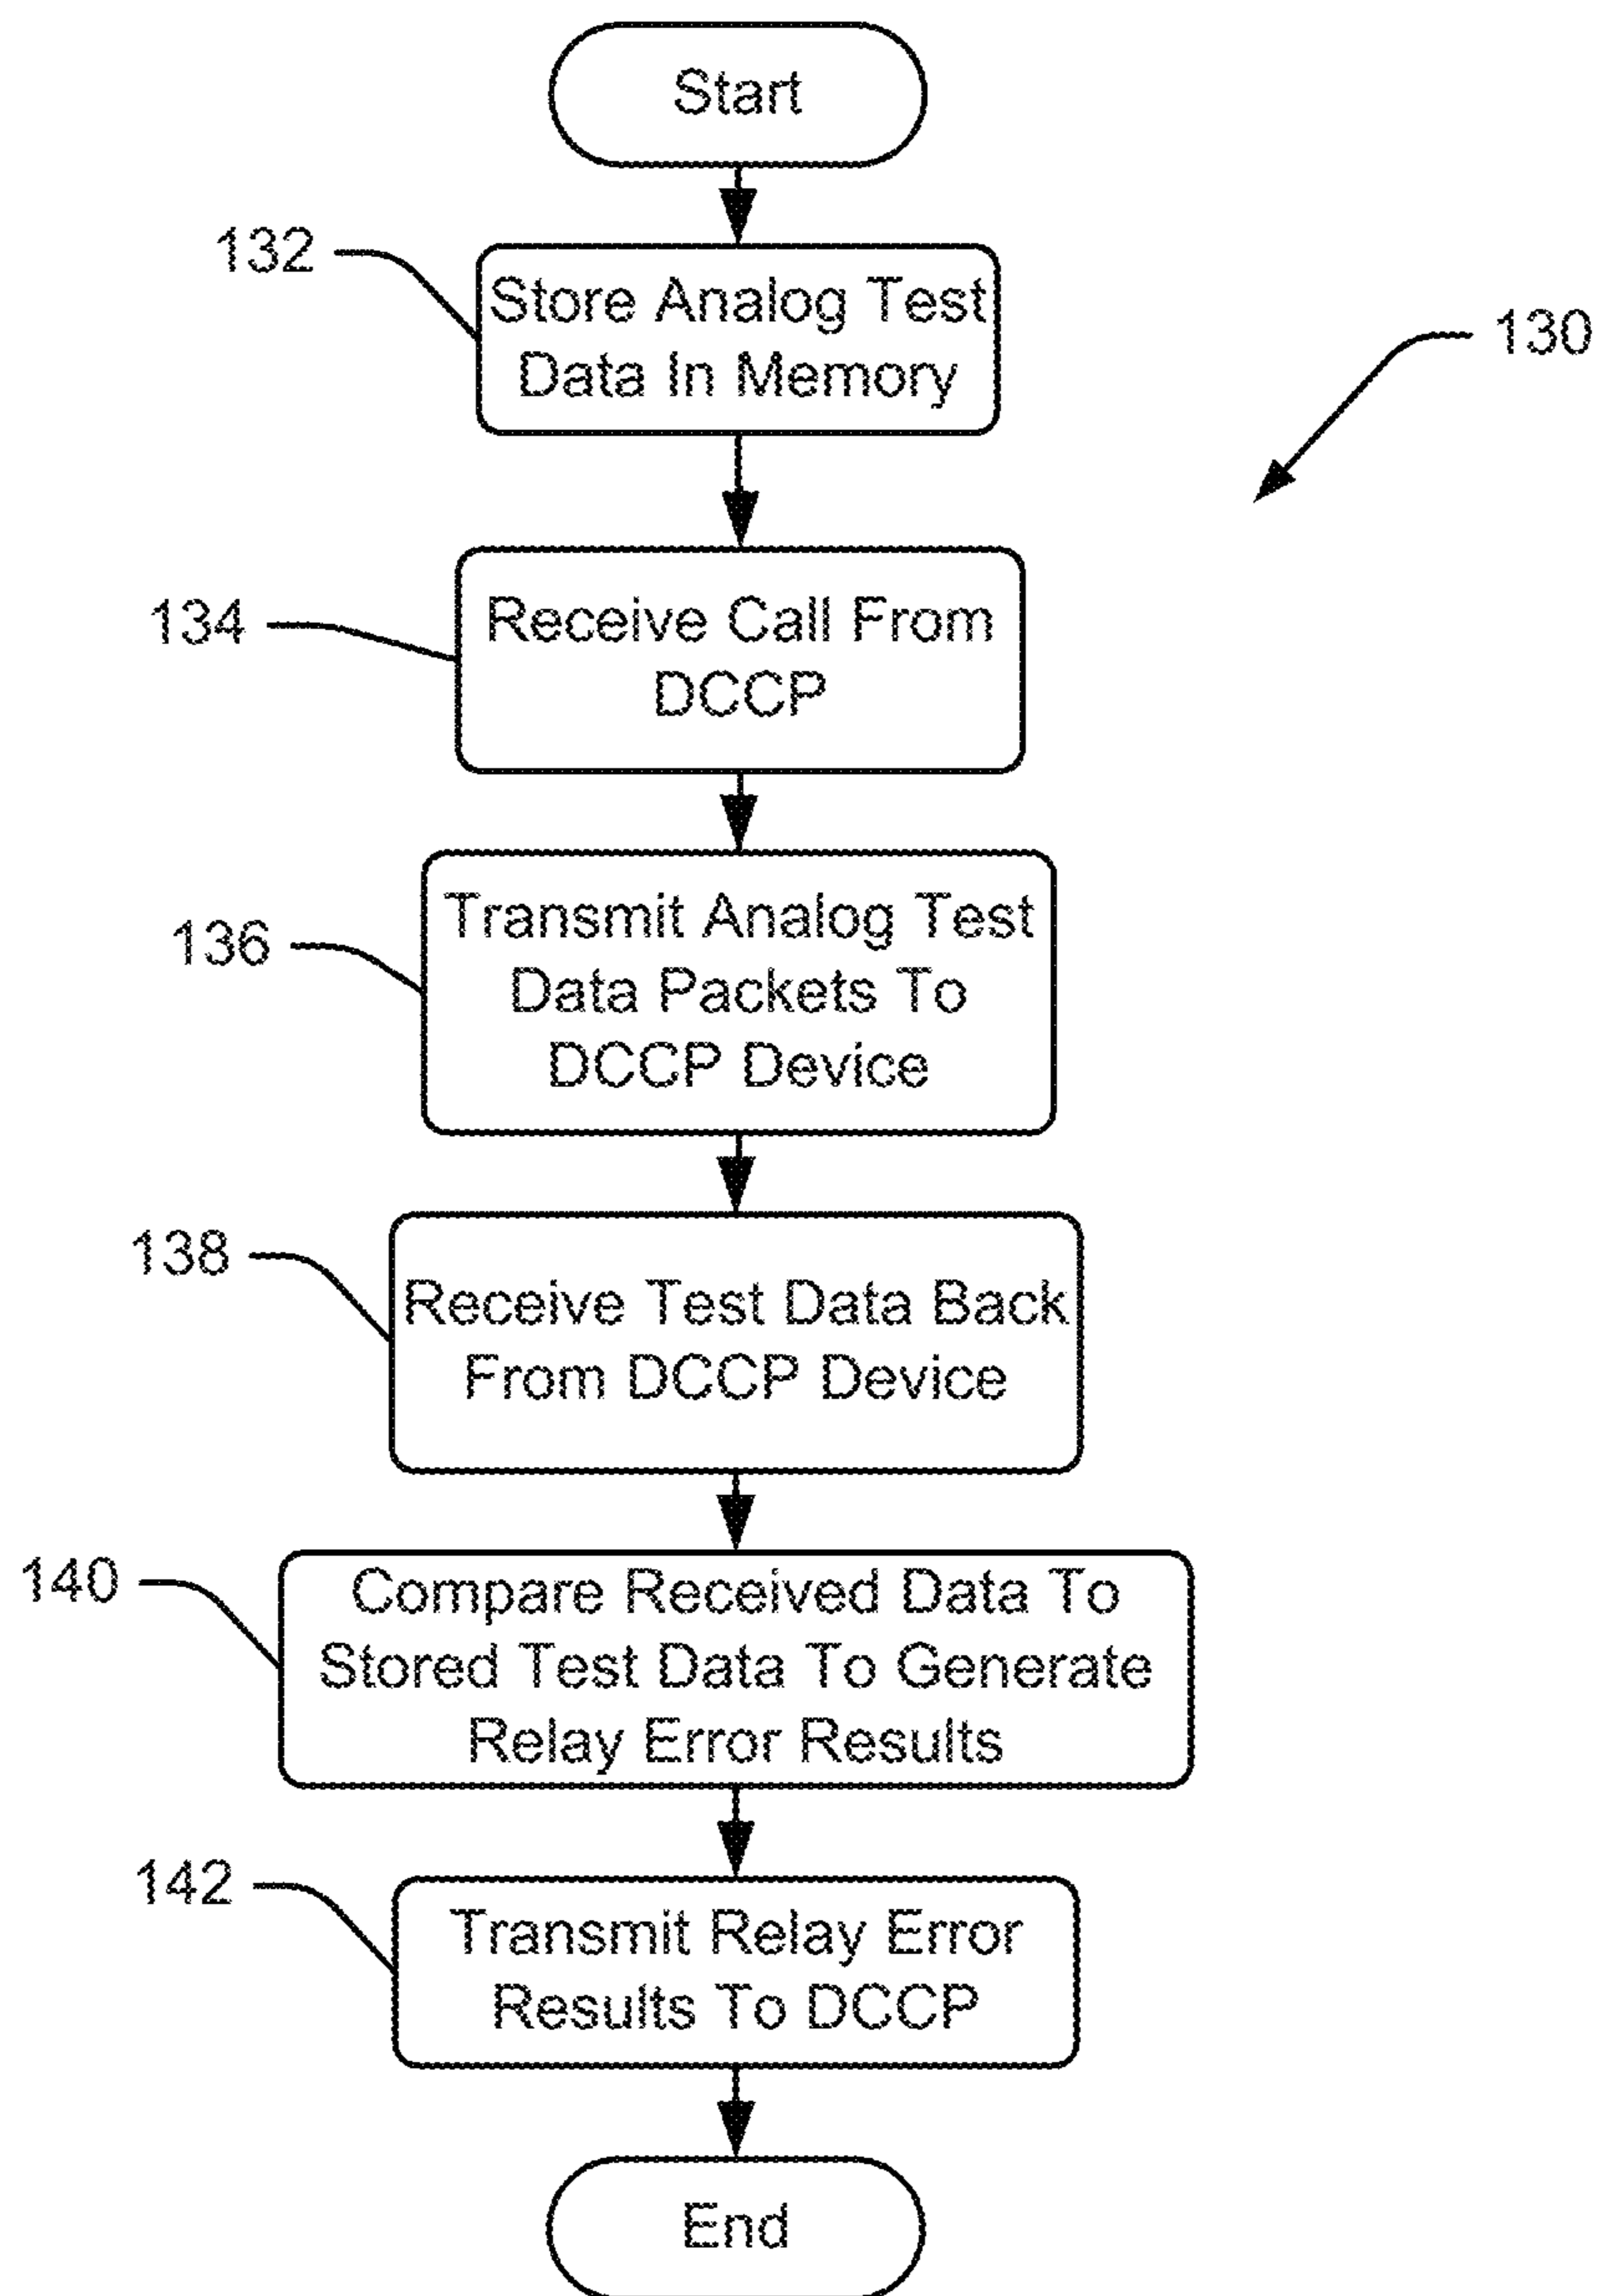 Start
132
Store Analog Test
Data In Memory
130
134
Receive Call From
DCCP
136
Transmit Analog Test
Data Packets To
DCCP Device
138
Receive Test Data Back
From DCCP Device
140
Compare Received Data To
Stored Test Data To Generate
Relay Error Results
142
Transmit Relay Error
Results To DCCP
End